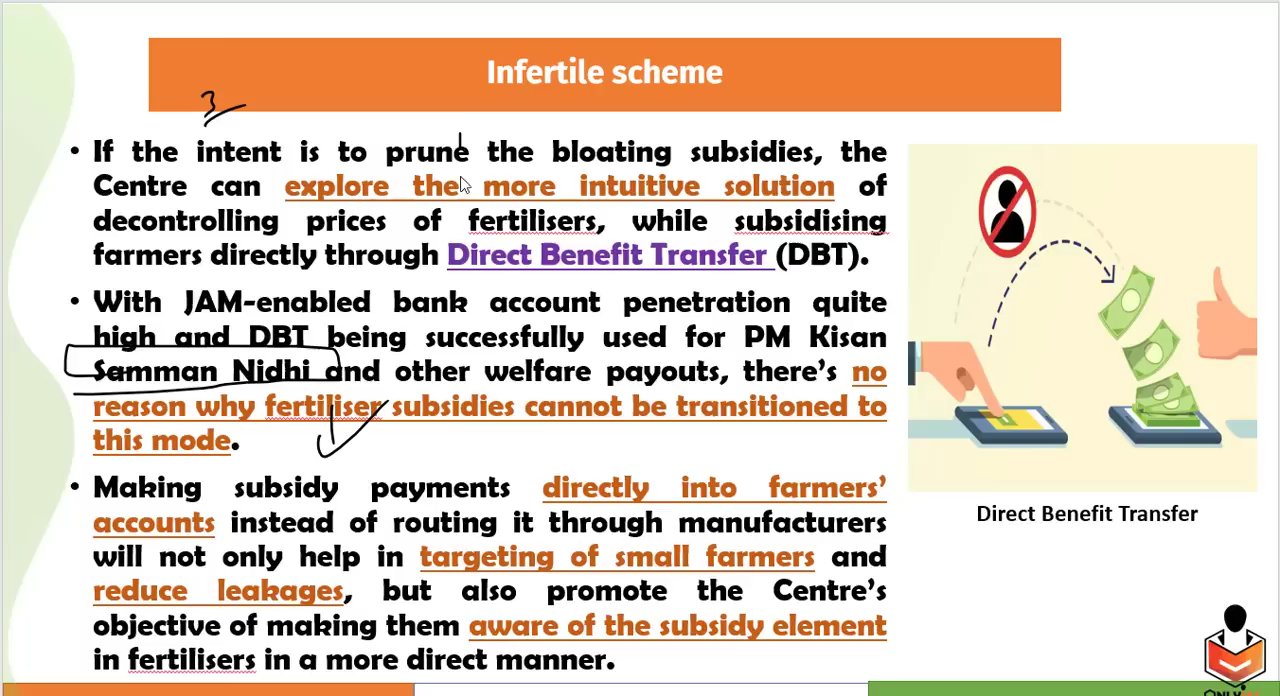 Infertile scheme
3
• If the intent is to prune the bloating subsidies, the
Centre can explore the more intuitive solution of
decontrolling prices of fertilisers, while subsidising
farmers directly through Direct Benefit Transfer (DBT).
• With JAM-enabled bank account penetration quite
high and DBT being successfully used for PM Kisan
Samman Nidhi and other welfare payouts, there's no
reason why fertiliser subsidies cannot be transitioned to
this mode.
• Making subsidy payments directly into farmers'
accounts instead of routing it through manufacturers
will not only help in targeting of small farmers and
reduce leakages, but also promote the Centre's
objective of making them aware of the subsidy element
in fertilisers in a more direct manner.
Direct Benefit Transfer